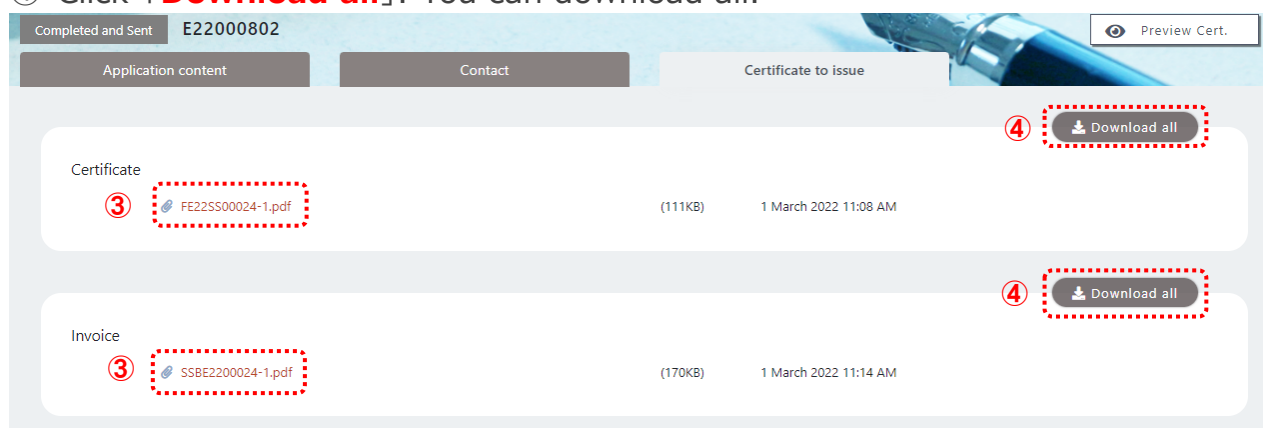 ④ Click [Download all]. You can download all.
Completed and Sent E22000802
Preview Cert.
Application content Contact Certificate to issue
④ Download all
Certificate
③ FE22SS00024-1.pdf (111KB) 1 March 2022 11:08 AM
④ Download all
Invoice
③ SSBE2200024-1.pdf (170KB) 1 March 2022 11:14 AM